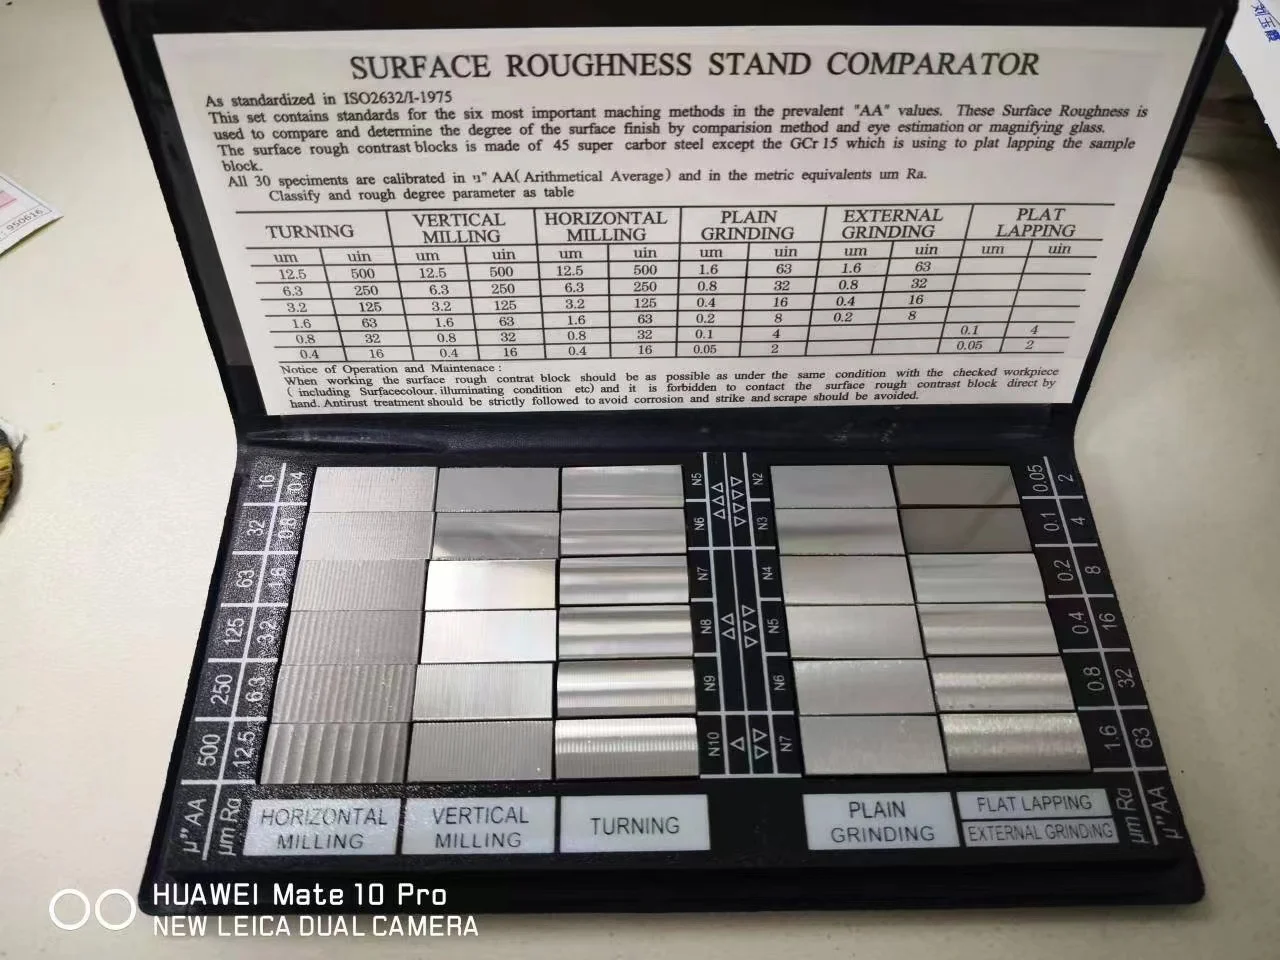 刘玉霞
950616
SURFACE ROUGHNESS STAND COMPARATOR
As standardized in ISO2632/I-1975
This set contains standards for the six most important maching methods in the prevalent "AA" values. These Surface Roughness is
used to compare and determine the degree of the surface finish by comparision method and eye estimation or magnifying glass.
The surface rough contrast blocks is made of 45 super carbor steel except the GCr 15 which is using to plat lapping the sample
block.
All 30 speciments are calibrated in "u" AA( Arithmetical Average) and in the metric equivalents um Ra.
Classify and rough degree parameter as table
TURNING VERTICAL MILLING HORIZONTAL MILLING PLAIN GRINDING EXTERNAL GRINDING PLAT LAPPING
um uin um uin um uin um uin um uin um uin
12.5 500 12.5 500 12.5 500 1.6 63 1.6 63
6.3 250 6.3 250 6.3 250 0.8 32 0.8 32
3.2 125 3.2 125 3.2 125 0.4 16 0.4 16
1.6 63 1.6 63 1.6 63 0.2 8 0.2 8
0.8 32 0.8 32 0.8 32 0.1 4 0.1 4
0.4 16 0.4 16 0.4 16 0.05 2 0.05 2
Notice of Operation and Maintenace :
When working the surface rough contrat block should be as possible as under the same condition with the checked workpiece
( including Surfacecolour. illuminating condition etc) and it is forbidden to contact the surface rough contrast block direct by
hand. Antirust treatment should be strictly followed to avoid corrosion and strike and scrape should be avoided.
16 0.4 N5 N2 0.05 2
32 0.8 N6 N3 0.1 4
63 1.6 N7 N4 0.2 8
125 3.2 N8 N5 0.4 16
250 6.3 N9 N6 0.8 32
500 12.5 N10 N7 1.6 63
µ"AA µm Ra µm Ra µ"AA
HORIZONTAL MILLING
VERTICAL MILLING
TURNING
PLAIN GRINDING
FLAT LAPPING
EXTERNAL GRINDING
HUAWEI Mate 10 Pro
NEW LEICA DUAL CAMERA